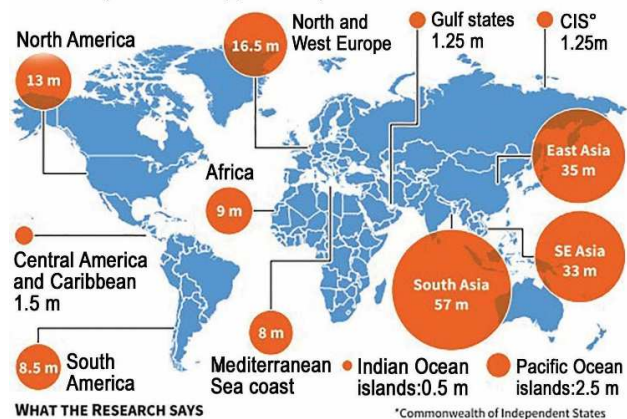 North America
13 m
16.5 m
North and
West Europe
Gulf states
1.25 m
CIS°
1.25m
East Asia
35 m
Africa
9 m
SE Asia
33 m
South Asia
57 m
Central America
and Caribbean
1.5 m
8.5 m
South
America
8 m
Mediterranean
Sea coast
Indian Ocean
islands:0.5 m
Pacific Ocean
islands:2.5 m
WHAT THE RESEARCH SAYS
*Commonwealth of Independent States